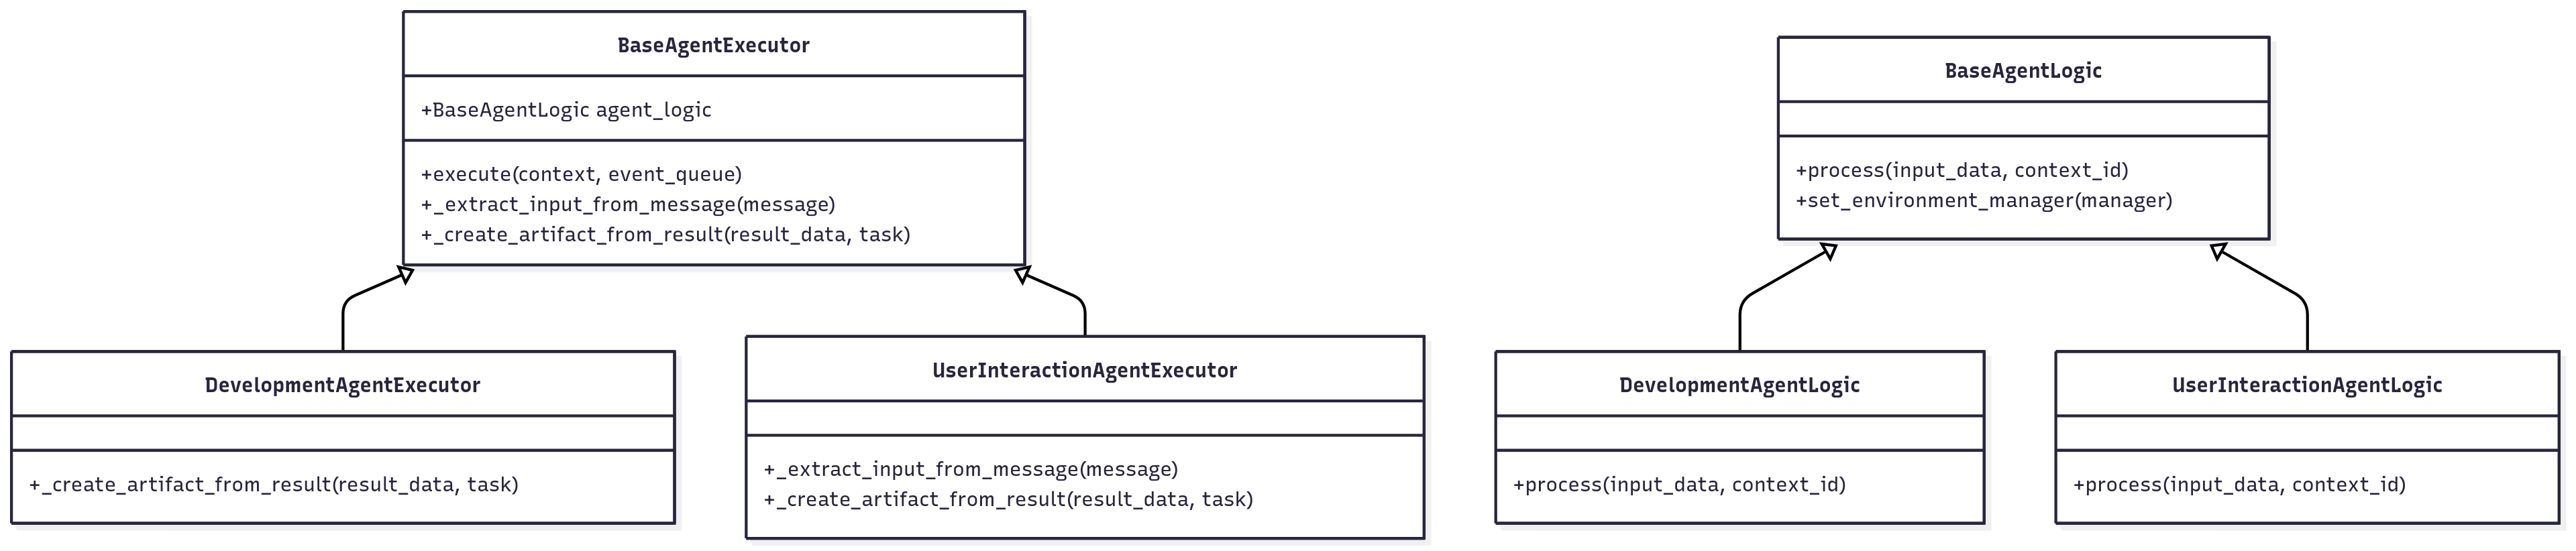 BaseAgentExecutor
+BaseAgentLogic agent_logic
+execute(context, event_queue)
+_extract_input_from_message(message)
+_create_artifact_from_result(result_data, task)
BaseAgentLogic
+process(input_data, context_id)
+set_environment_manager(manager)
DevelopmentAgentExecutor
+_create_artifact_from_result(result_data, task)
UserInteractionAgentExecutor
+_extract_input_from_message(message)
+_create_artifact_from_result(result_data, task)
DevelopmentAgentLogic
+process(input_data, context_id)
UserInteractionAgentLogic
+process(input_data, context_id)